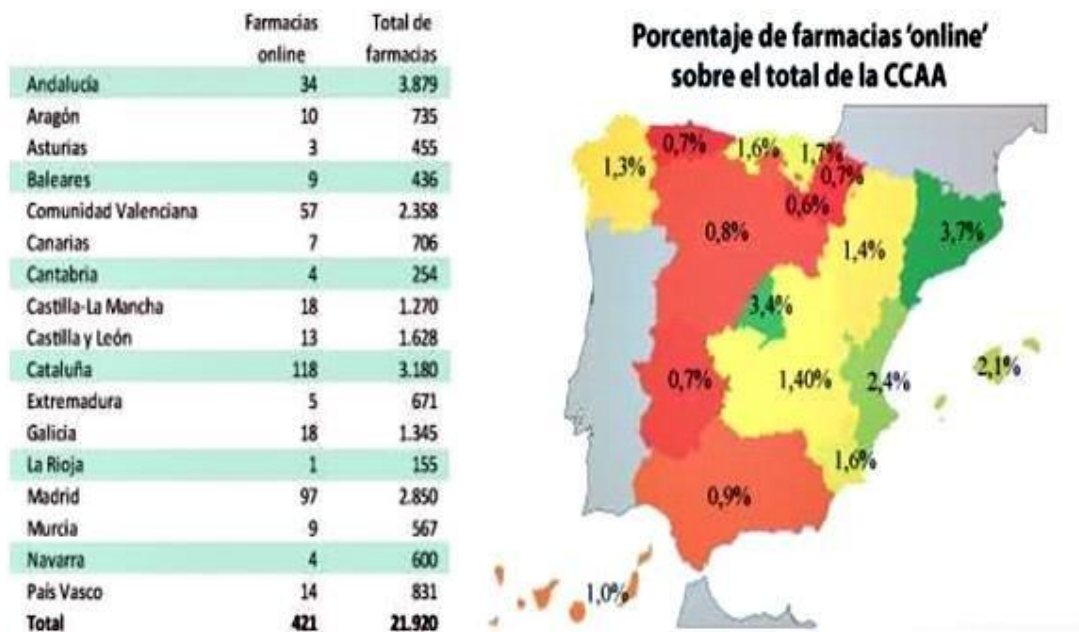 Farmacias Total de
online farmacias
Andalucía 34 3.879
Aragón 10 735
Asturias 3 455
Baleares 9 436
Comunidad Valenciana 57 2.358
Canarias 7 706
Cantabria 4 254
Castilla-La Mancha 18 1.270
Castilla y León 13 1.628
Cataluña 118 3.180
Extremadura 5 671
Galicia 18 1.345
La Rioja 1 155
Madrid 97 2.850
Murcia 9 567
Navarra 4 600
País Vasco 14 831
Total 421 21.920
Porcentaje de farmacias ‘online’
sobre el total de la CCAA
0,7%
1,6%
1,7%
1,3%
0,7%
0,6%
0,8%
1,4%
3,7%
3,4%
2,1%
0,7%
1,40%
2,4%
1,6%
0,9%
1,0%